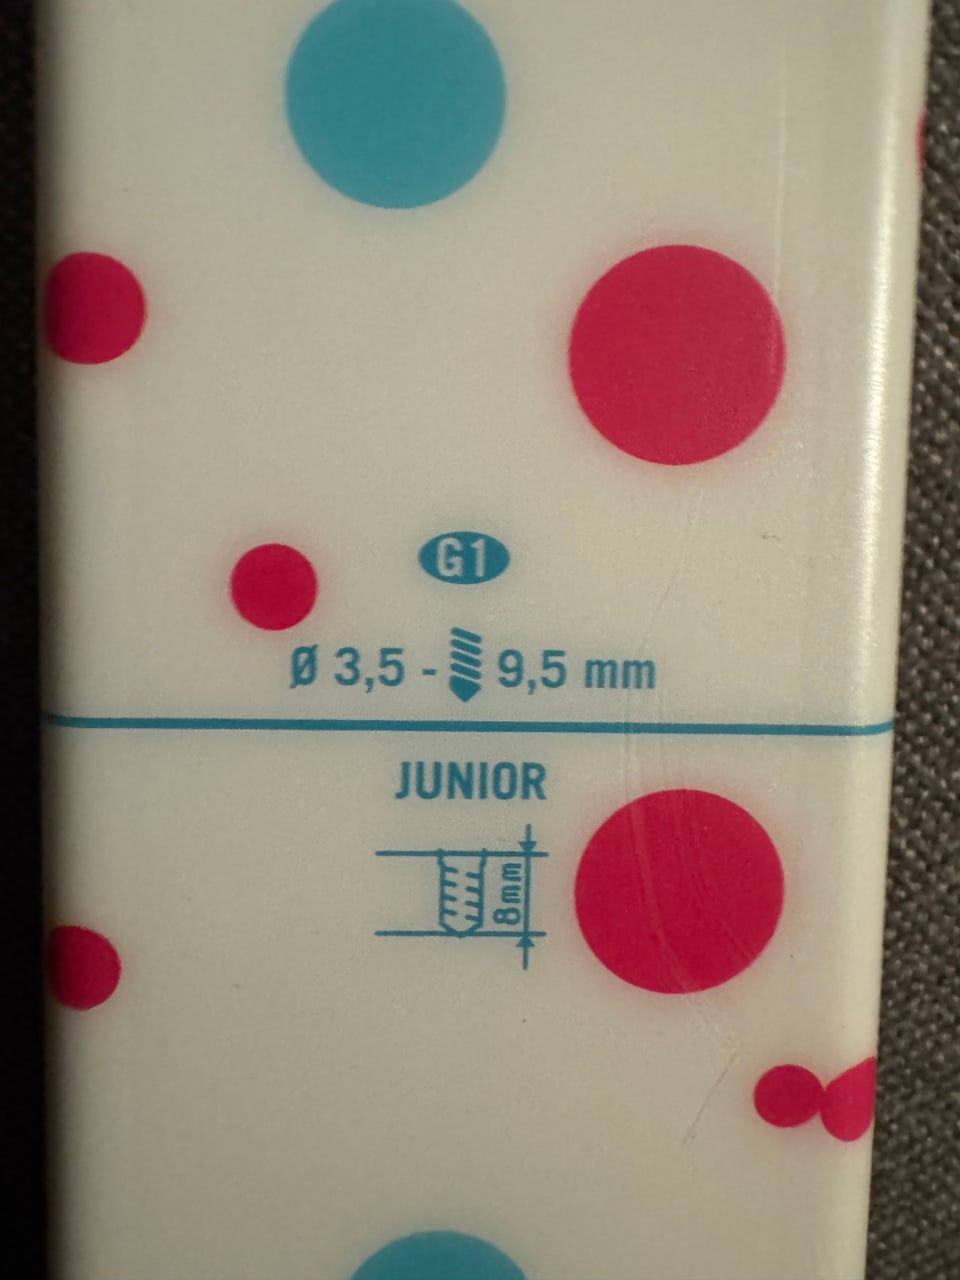 G1
Ø 3,5 - 9,5 mm
JUNIOR
8mm